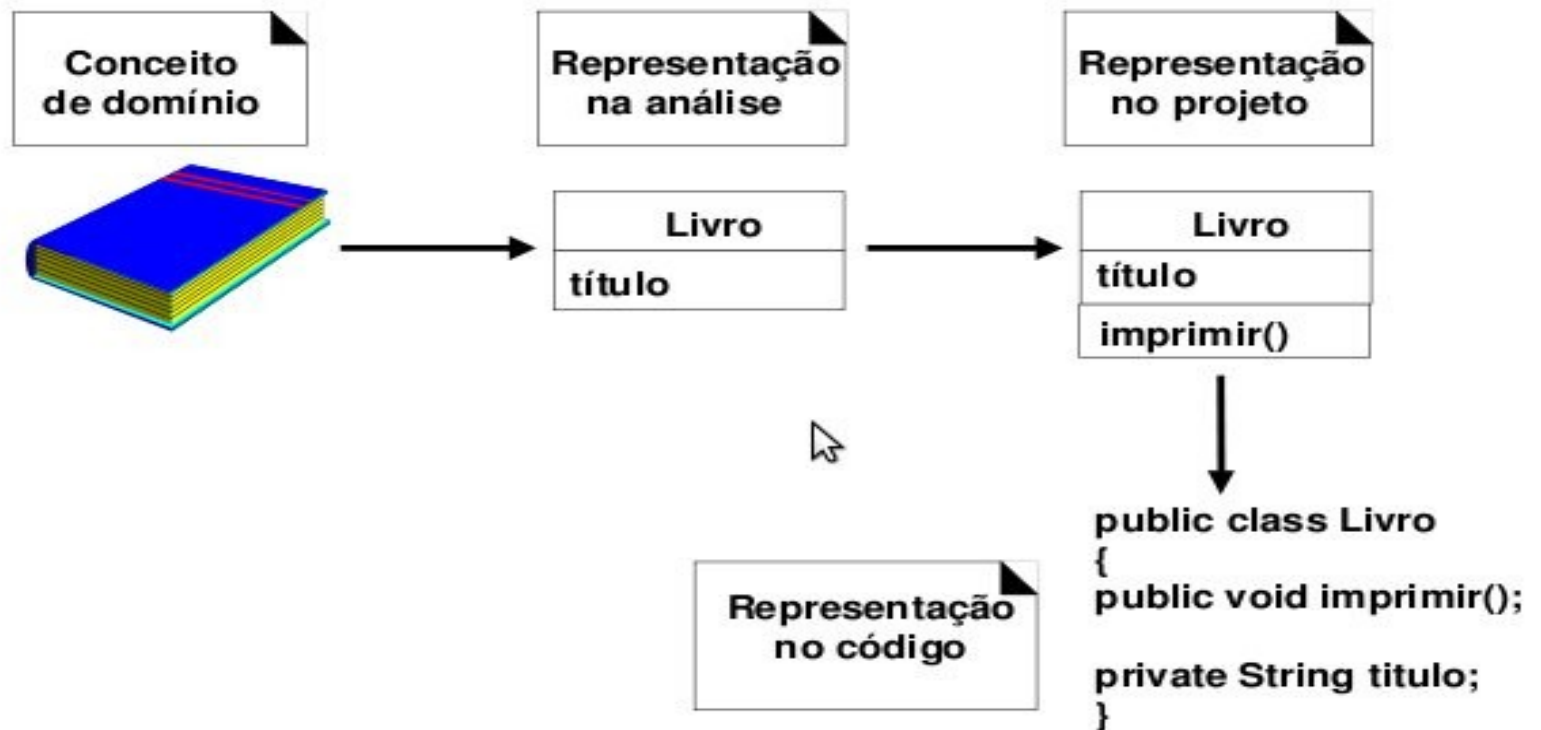 Conceito
de domínio
Representação
na análise
Representação
no projeto
Livro
título
Livro
título
imprimir()
Representação
no código
public class Livro
{
public void imprimir();
private String titulo;
}